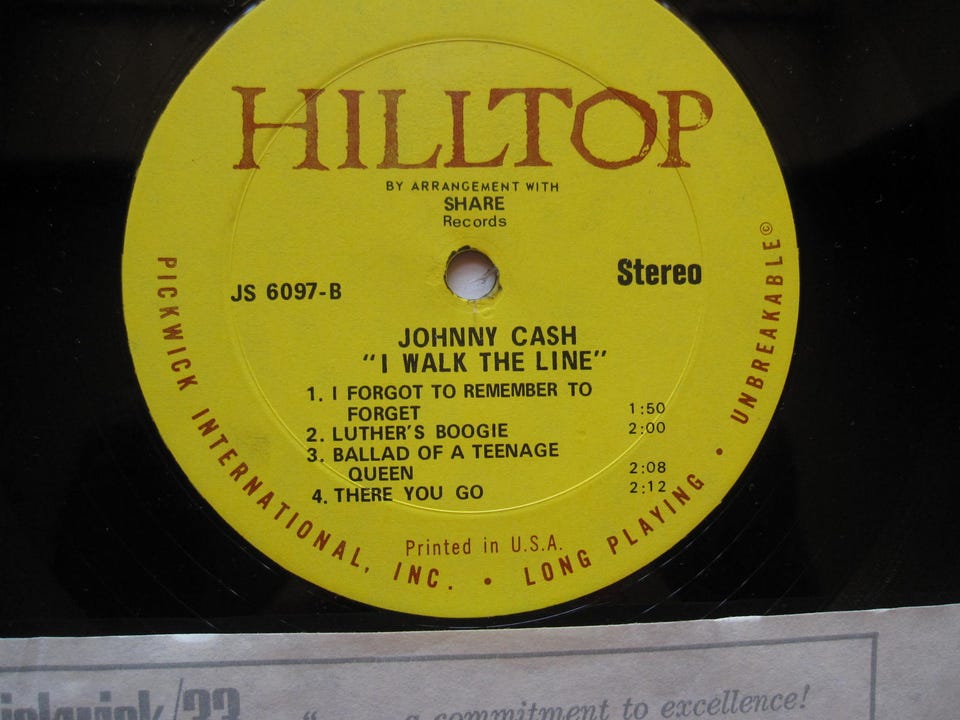 HILLTOP
BY ARRANGEMENT WITH
SHARE
Records
JS 6097-B
Stereo
JOHNNY CASH
"I WALK THE LINE"
1. I FORGOT TO REMEMBER TO
FORGET 1:50
2. LUTHER'S BOOGIE 2:00
3. BALLAD OF A TEENAGE
QUEEN 2:08
4. THERE YOU GO 2:12
Printed in U.S.A.
PICKWICK INTERNATIONAL, INC. • LONG PLAYING • UNBREAKABLE©
/33 " a commitment to excellence!